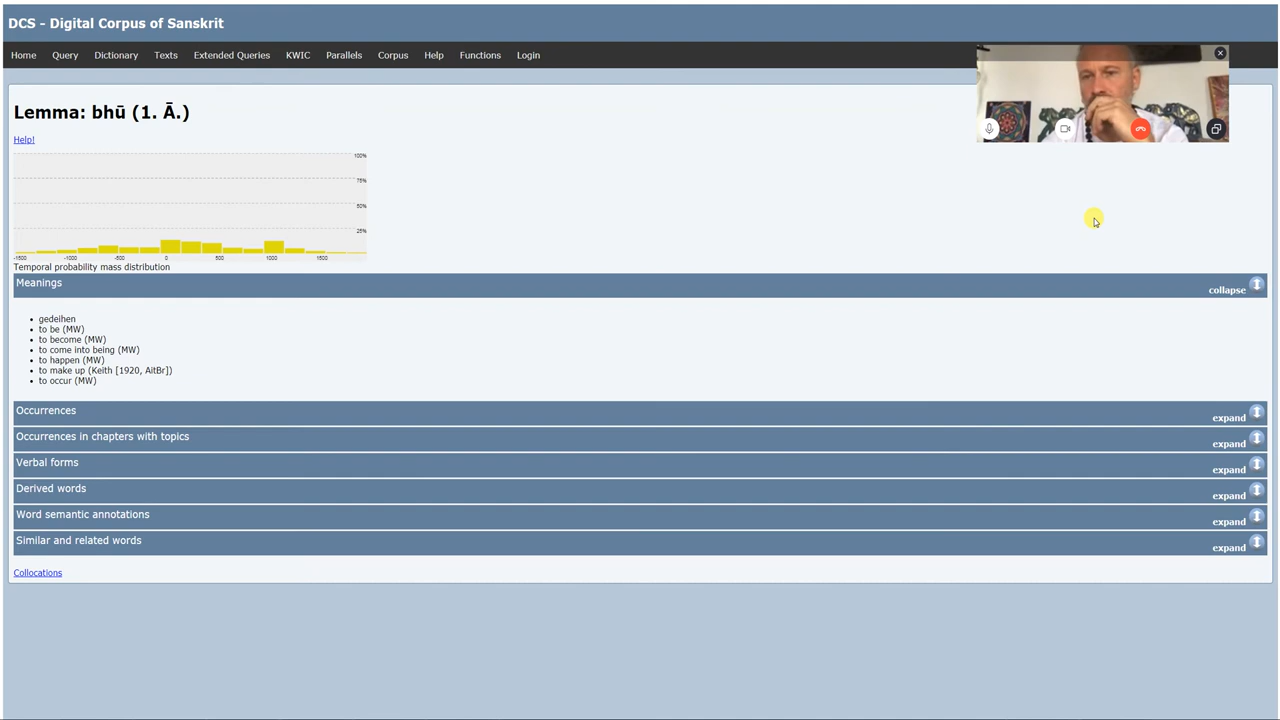 DCS - Digital Corpus of Sanskrit
Home Query Dictionary Texts Extended Queries KWIC Parallels Corpus Help Functions Login
Lemma: bhū (1. Ā.)
Help!
100%
75%
50%
25%
-1500 -1000 -500 0 500 1000 1500
Temporal probability mass distribution
Meanings collapse
gedeihen
to be (MW)
to become (MW)
to come into being (MW)
to happen (MW)
to make up (Keith [1920, AitBr])
to occur (MW)
Occurrences expand
Occurrences in chapters with topics expand
Verbal forms expand
Derived words expand
Word semantic annotations expand
Similar and related words expand
Collocations